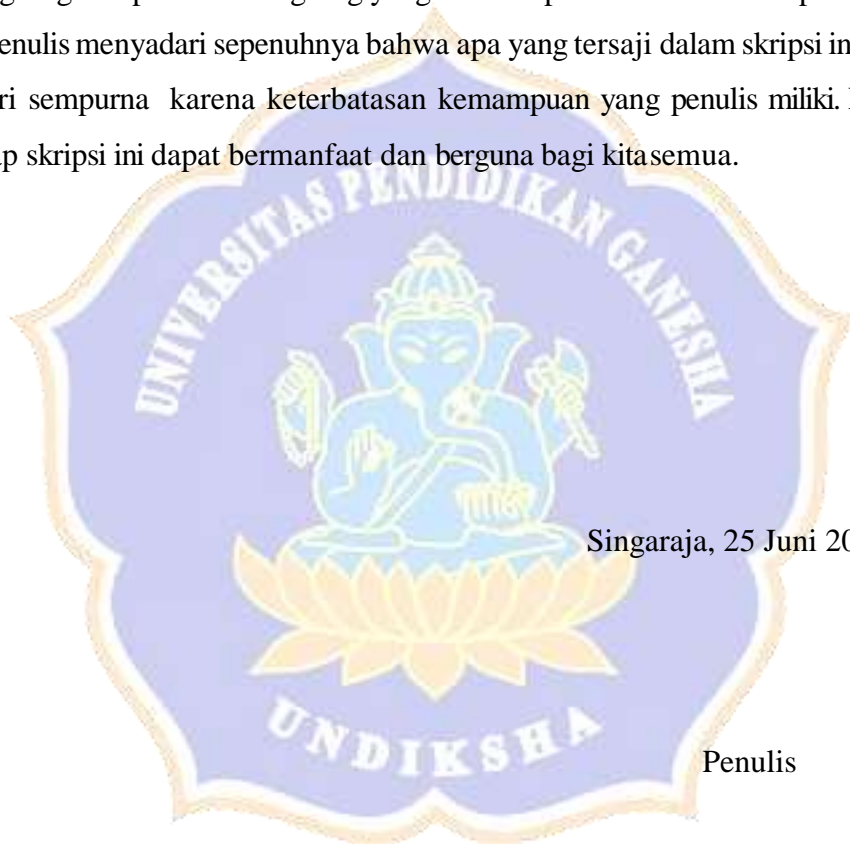 enulis menyadari sepenuhnya bahwa apa yang tersaji dalam skripsi in
ri sempurna karena keterbatasan kemampuan yang penulis miliki.
ap skripsi ini dapat bermanfaat dan berguna bagi kitasemua.
UNIVERSITAS PENDIDIKAN GANESHA
Singaraja, 25 Juni 20
UNDIKSHA
Penulis